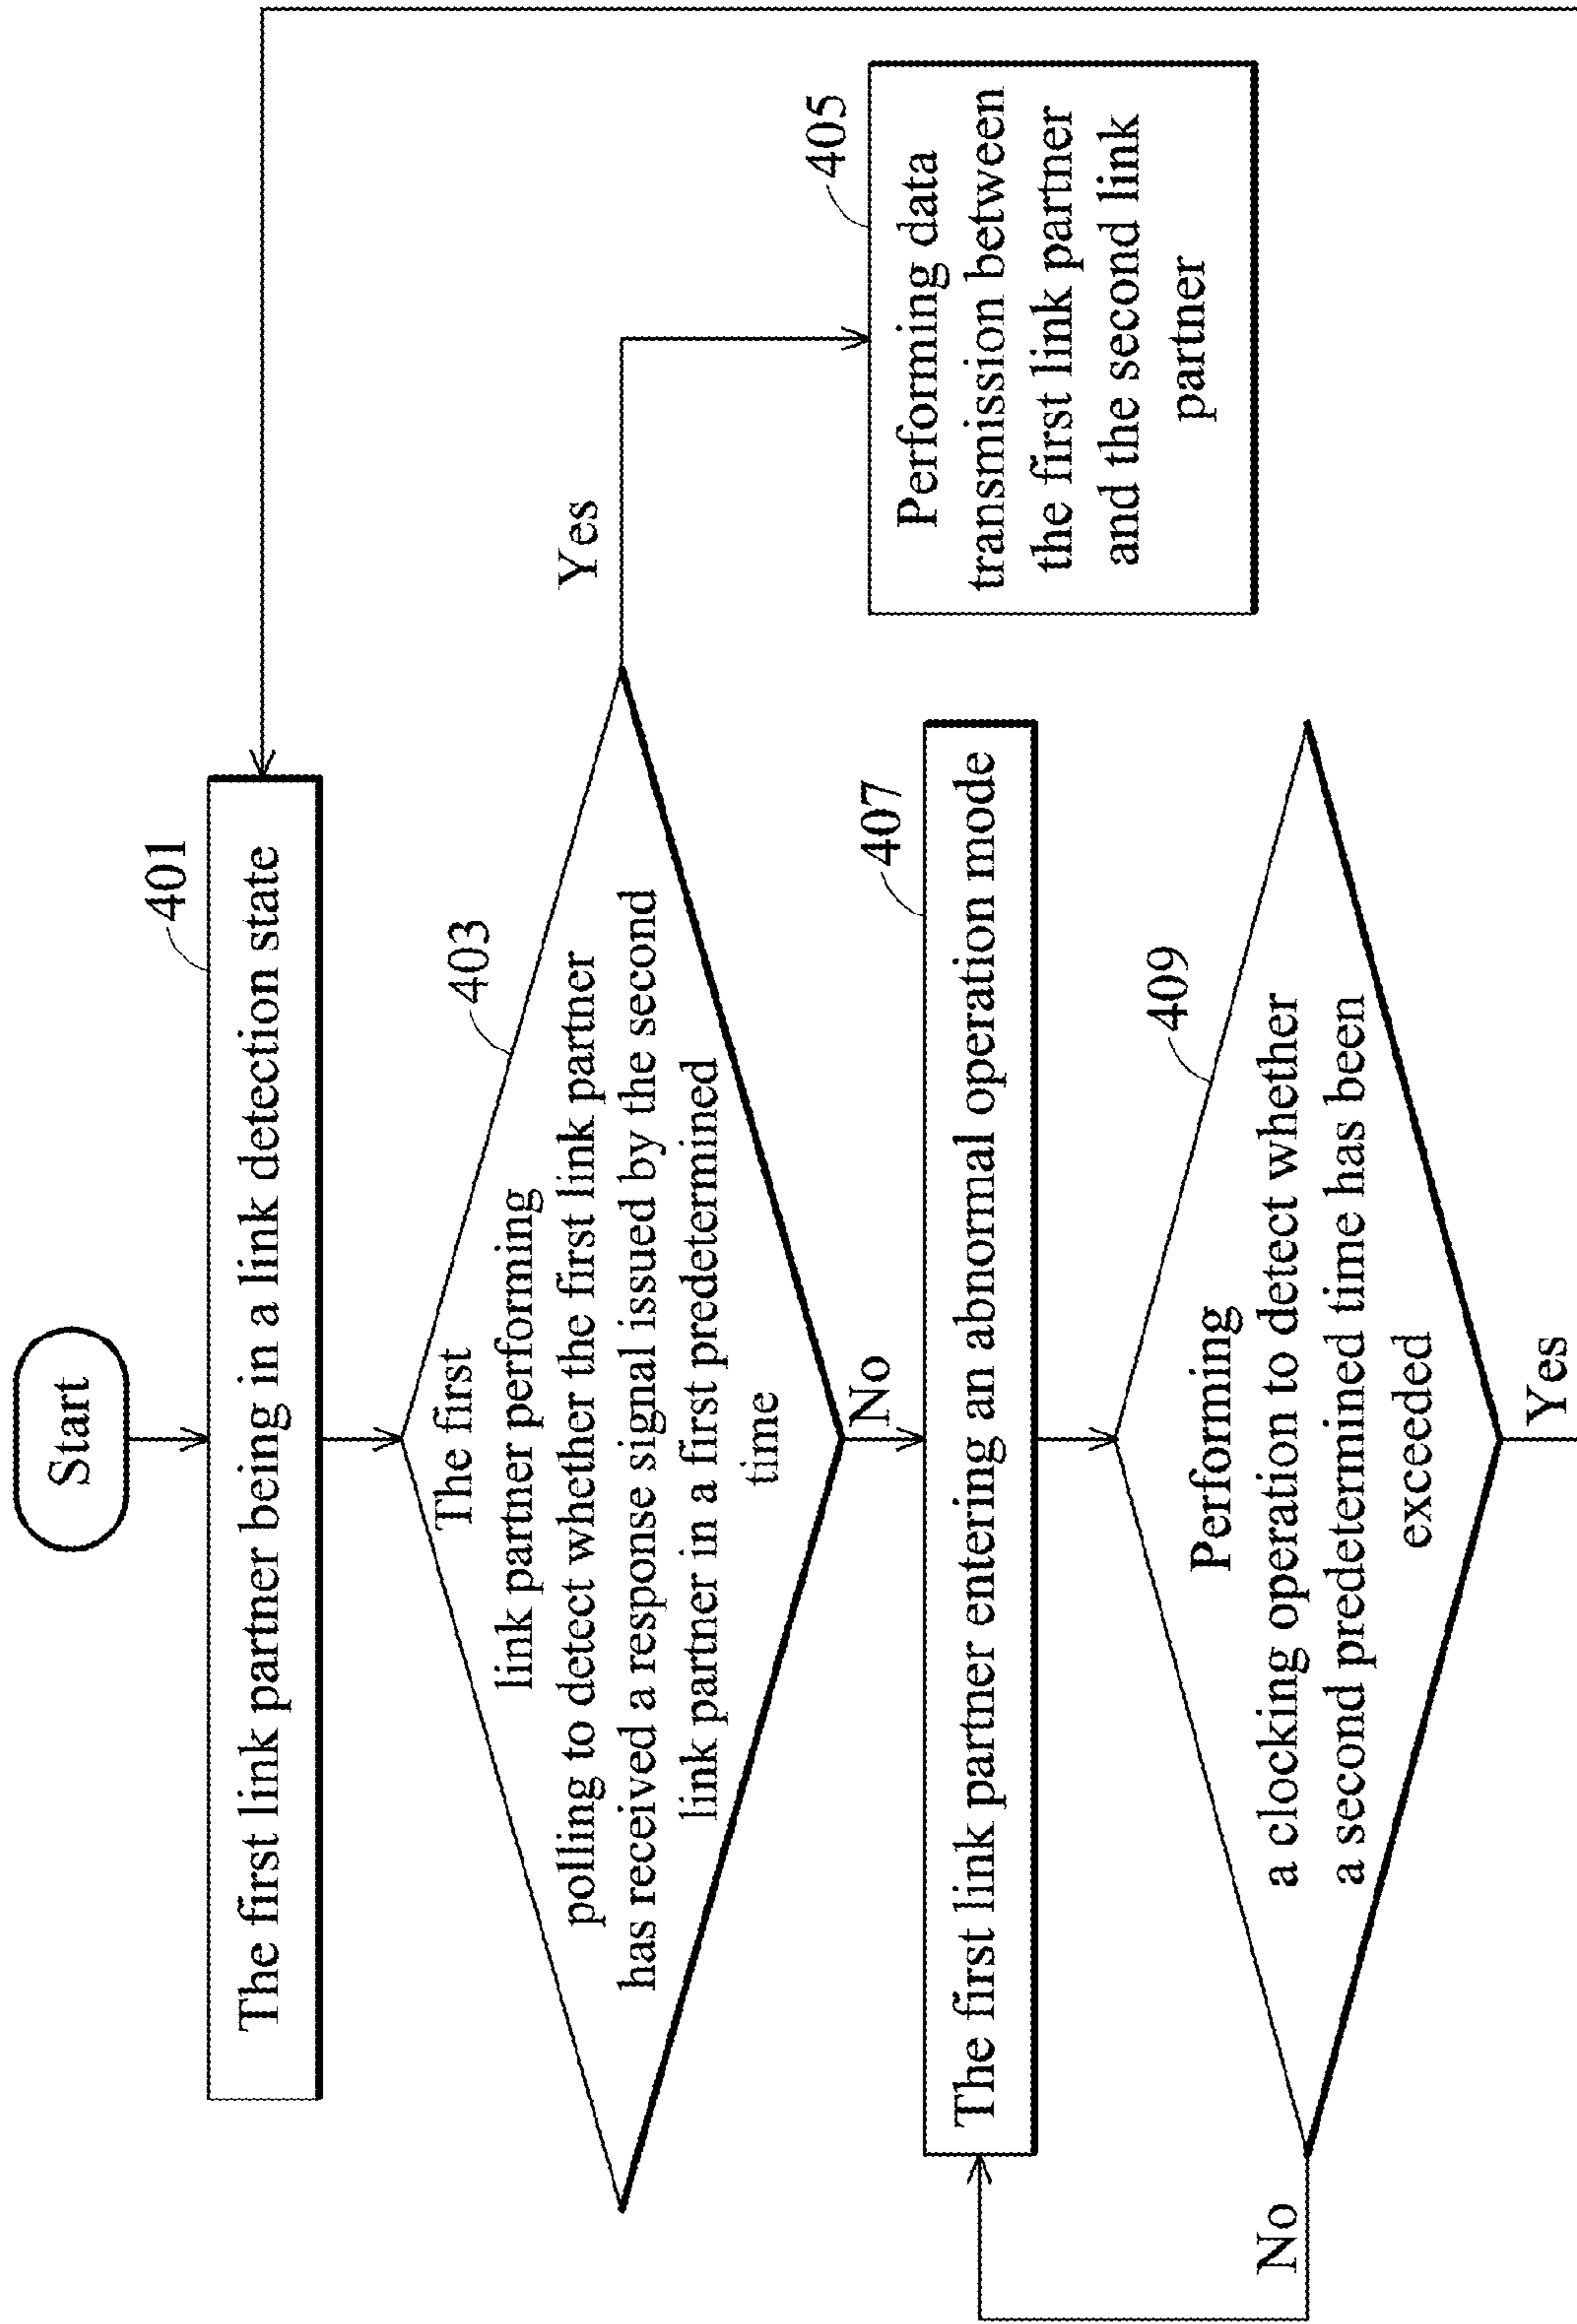 Start
401
The first link partner being in a link detection state
403
The first
link partner performing
polling to detect whether the first link partner
has received a response signal issued by the second
link partner in a first predetermined
time
Yes
405
Performing data
transmission between
the first link partner
and the second link
partner
No
407
The first link partner entering an abnormal operation mode
409
Performing
a clocking operation to detect whether
a second predetermined time has been
exceeded
No
Yes